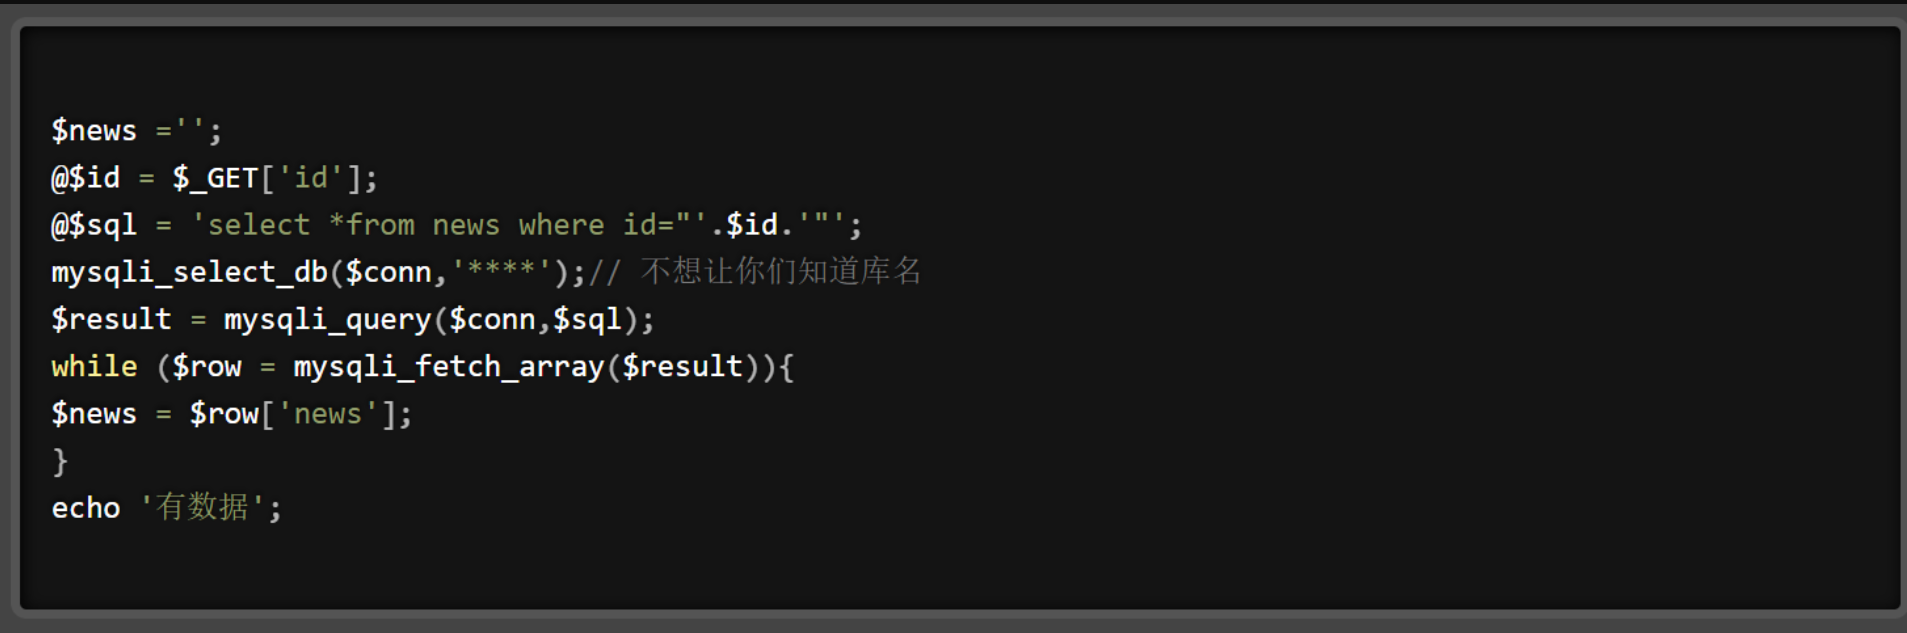 $news ='';
@$id = $_GET['id'];
@$sql = 'select *from news where id="'.$id.'"';
mysqli_select_db($conn,'****');// 不想让你们知道库名
$result = mysqli_query($conn,$sql);
while ($row = mysqli_fetch_array($result)){
$news = $row['news'];
}
echo '有数据';